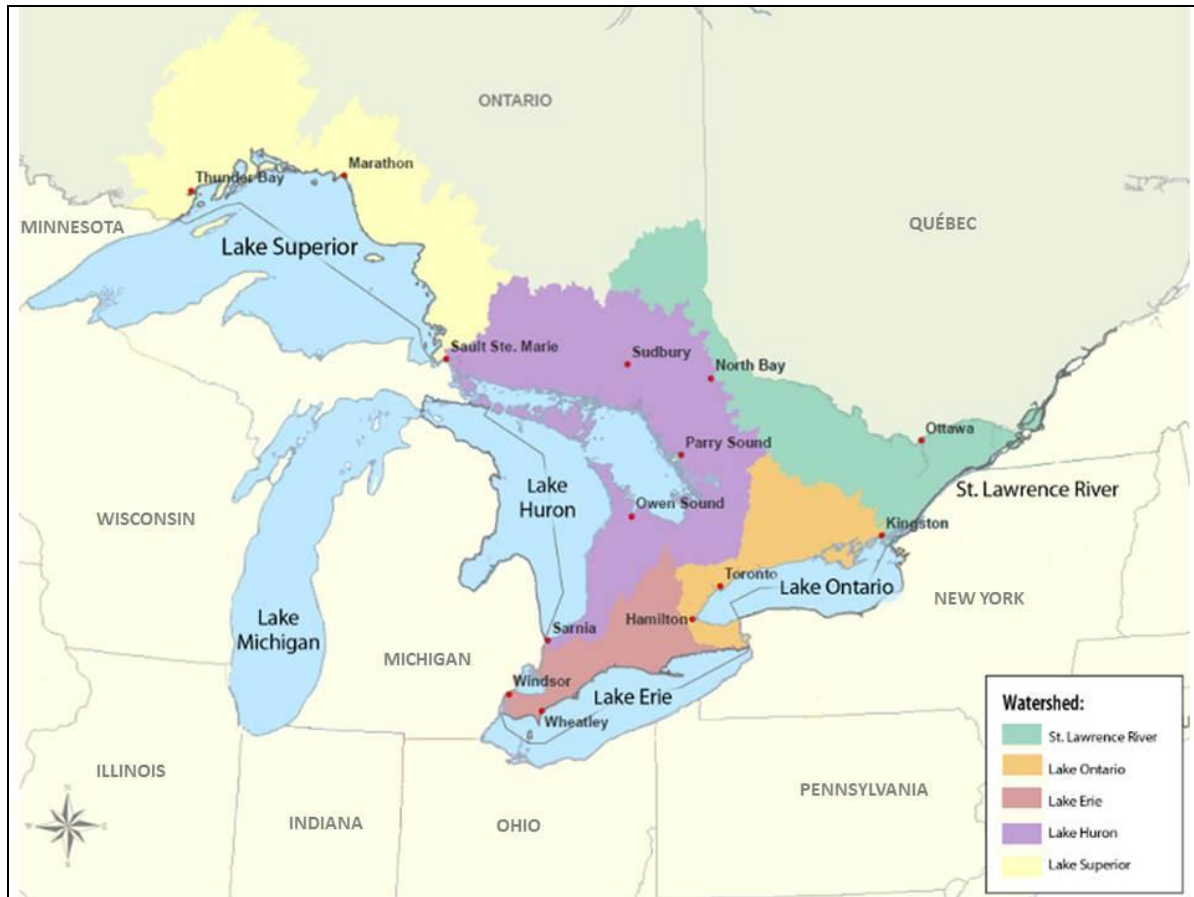 ONTARIO
Marathon
Thunder Bay
MINNESOTA
QUÉBEC
Lake Superior
Sault Ste. Marie
Sudbury
North Bay
Ottawa
Parry Sound
Lake
Huron
St. Lawrence River
Owen Sound
WISCONSIN
Kingston
Toronto
Lake Ontario
NEW YORK
Hamilton
Lake
Michigan
Sarnia
MICHIGAN
Windsor
Lake Erie
Wheatley
ILLINOIS
INDIANA
OHIO
PENNSYLVANIA
Watershed:
St. Lawrence River
Lake Ontario
Lake Erie
Lake Huron
Lake Superior
N